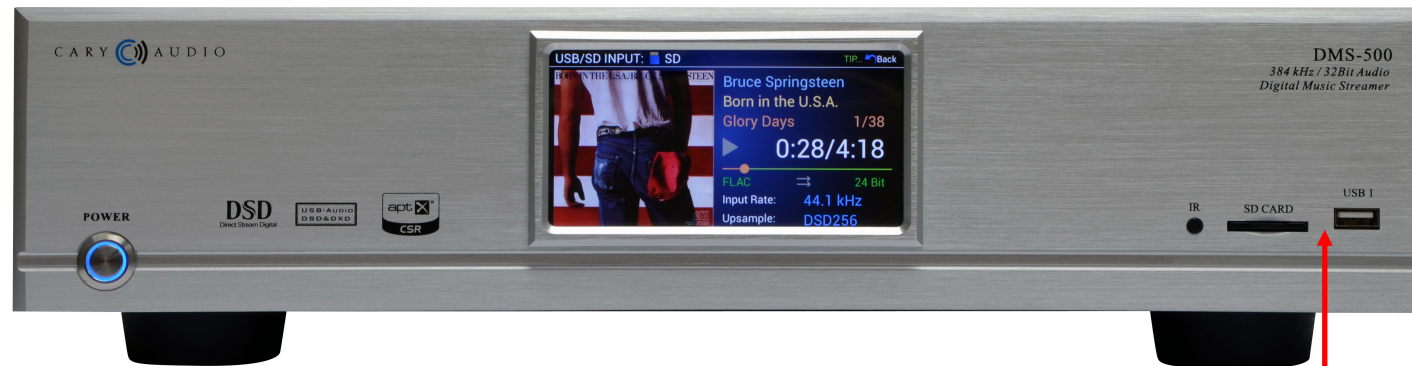 CARY AUDIO
DMS-500
384 kHz / 32Bit Audio
Digital Music Streamer
USB/SD INPUT: SD
TIP... Back
BORN IN THE U.S.A./BRUCE SPRINGSTEEN
Bruce Springsteen
Born in the U.S.A.
Glory Days 1/38
0:28/4:18
FLAC 24 Bit
Input Rate: 44.1 kHz
Upsample: DSD256
POWER
DSD
Direct Stream Digital
USB-Audio
DSD&DXD
aptX
CSR
IR
SD CARD
USB 1